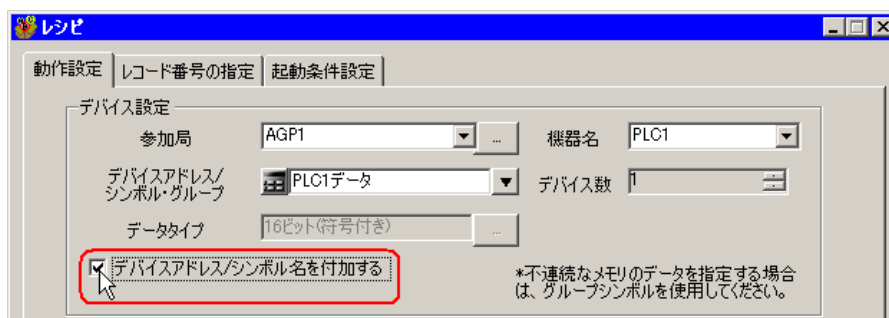 レシピ
動作設定 レコード番号の指定 起動条件設定
デバイス設定
参加局 AGP1 ... 機器名 PLC1
デバイスアドレス/
シンボル・グループ PLC1データ デバイス数 1
データタイプ 16ビット(符号付き) ...
デバイスアドレス/シンボル名を付加する
*不連続なメモリのデータを指定する場合
は、グループシンボルを使用してください。